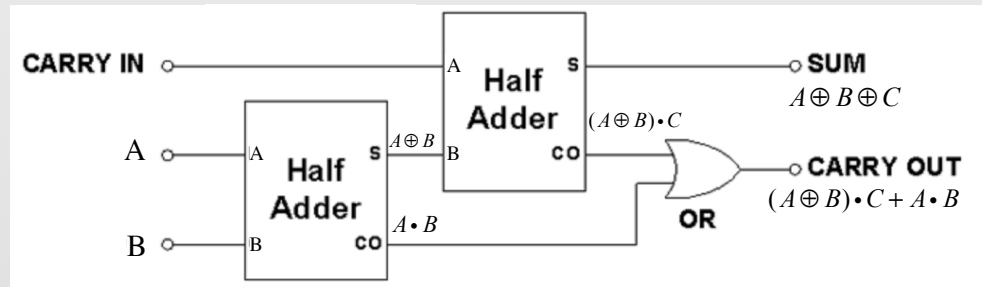 CARRY IN
A
Half
Adder
S
SUM
A⊕B⊕C
B
CO
(A⊕B)•C
A
A
Half
Adder
S
A⊕B
B
B
CO
A•B
OR
CARRY OUT
(A⊕B)•C+A•B